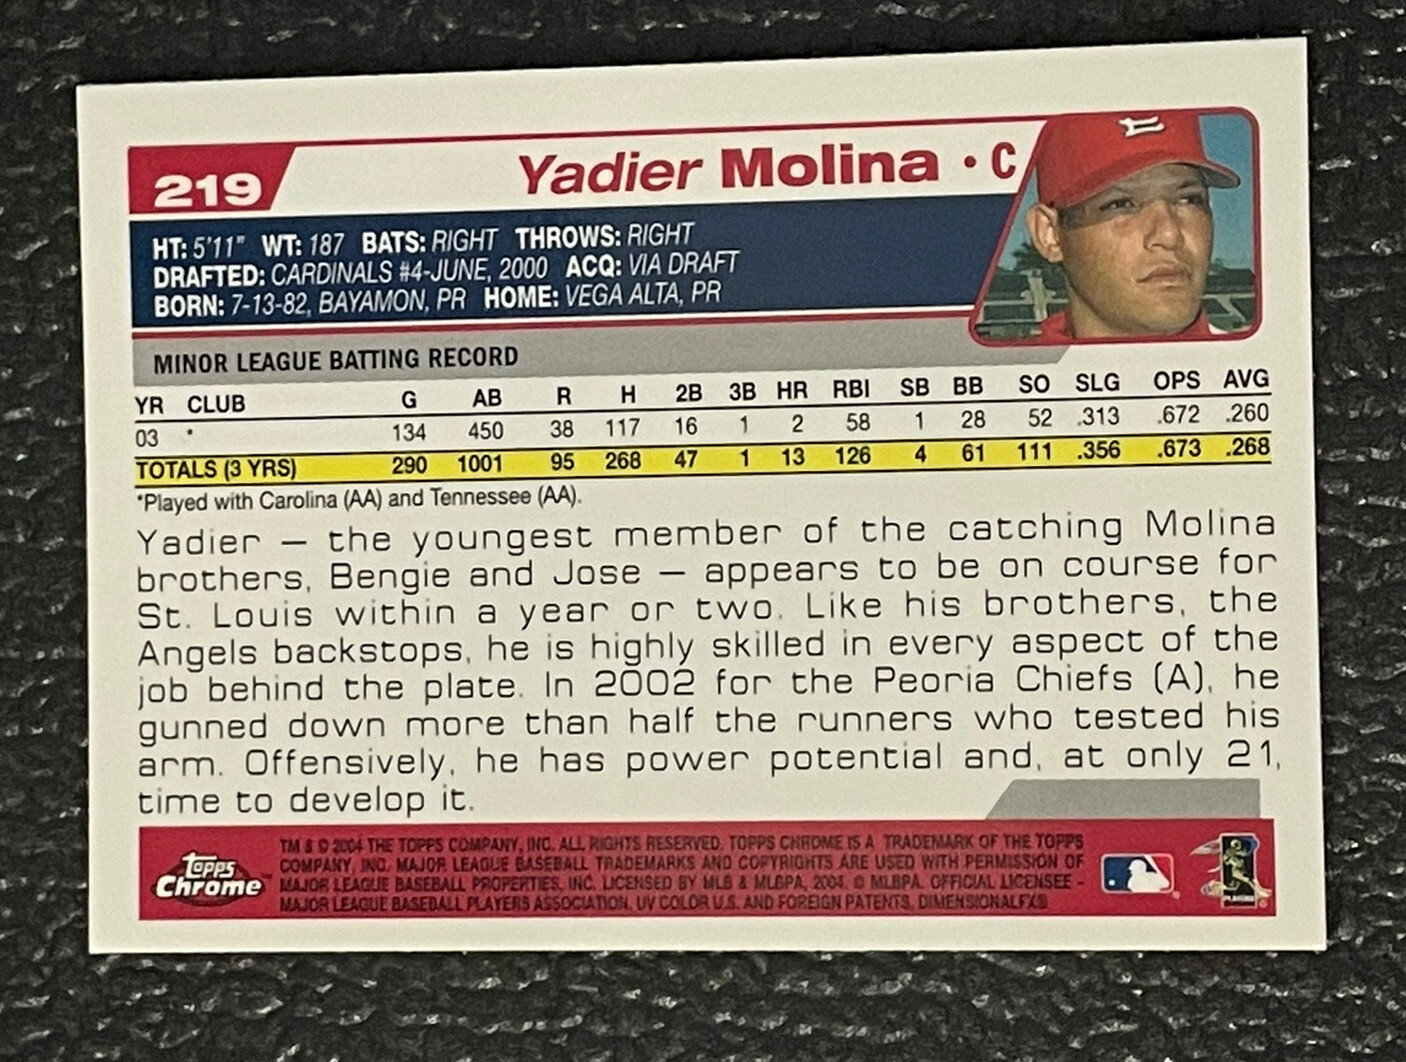 219
Yadier Molina • C
HT: 5'11" WT: 187 BATS: RIGHT THROWS: RIGHT
DRAFTED: CARDINALS #4-JUNE, 2000 ACQ: VIA DRAFT
BORN: 7-13-82, BAYAMON, PR HOME: VEGA ALTA, PR
MINOR LEAGUE BATTING RECORD
YR CLUB G AB R H 2B 3B HR RBI SB BB SO SLG OPS AVG
03 * 134 450 38 117 16 1 2 58 1 28 52 .313 .672 .260
TOTALS (3 YRS) 290 1001 95 268 47 1 13 126 4 61 111 .356 .673 .268
*Played with Carolina (AA) and Tennessee (AA).
Yadier – the youngest member of the catching Molina
brothers, Bengie and Jose – appears to be on course for
St. Louis within a year or two. Like his brothers, the
Angels backstops, he is highly skilled in every aspect of the
job behind the plate. In 2002 for the Peoria Chiefs (A), he
gunned down more than half the runners who tested his
arm. Offensively, he has power potential and, at only 21,
time to develop it.
Topps Chrome™
TM & © 2004 THE TOPPS COMPANY, INC. ALL RIGHTS RESERVED. TOPPS CHROME IS A TRADEMARK OF THE TOPPS
COMPANY, INC. MAJOR LEAGUE BASEBALL TRADEMARKS AND COPYRIGHTS ARE USED WITH PERMISSION OF
MAJOR LEAGUE BASEBALL PROPERTIES, INC. LICENSED BY MLB & MLBPA, 2004. © MLBPA. OFFICIAL LICENSEE -
MAJOR LEAGUE BASEBALL PLAYERS ASSOCIATION. UV COLOR U.S. AND FOREIGN PATENTS, DIMENSIONALFX®
PLAYERS